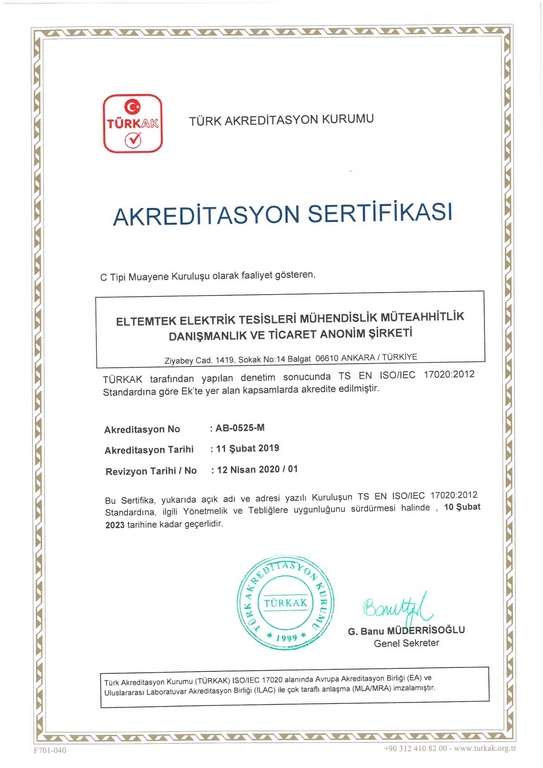 TÜRKAK
TÜRK AKREDİTASYON KURUMU
AKREDİTASYON SERTİFİKASI
C Tipi Muayene Kuruluşu olarak faaliyet gösteren,
ELTEMTEK ELEKTRİK TESİSLERİ MÜHENDİSLİK MÜTEAHHİTLİK
DANIŞMANLIK VE TİCARET ANONİM ŞİRKETİ
Ziyabey Cad. 1419. Sokak No:14 Balgat 06610 ANKARA / TÜRKİYE
TÜRKAK tarafından yapılan denetim sonucunda TS EN ISO/IEC 17020:2012
Standardına göre Ek'te yer alan kapsamlarda akredite edilmiştir.
Akreditasyon No : AB-0525-M
Akreditasyon Tarihi : 11 Şubat 2019
Revizyon Tarihi / No : 12 Nisan 2020 / 01
Bu Sertifika, yukarıda açık adı ve adresi yazılı Kuruluşun TS EN ISO/IEC 17020:2012
Standardına, ilgili Yönetmelik ve Tebliğlere uygunluğunu sürdürmesi halinde , 10 Şubat
2023 tarihine kadar geçerlidir.
TÜRK AKREDİTASYON KURUMU
TÜRKAK
* 1999 *
G. Banu MÜDERRİSOĞLU
Genel Sekreter
Türk Akreditasyon Kurumu (TÜRKAK) ISO/IEC 17020 alanında Avrupa Akreditasyon Birliği (EA) ve
Uluslararası Laboratuvar Akreditasyon Birliği (ILAC) ile çok taraflı anlaşma (MLA/MRA) imzalamıştır.
F701-040
+90 312 410 82 00 - www.turkak.org.tr